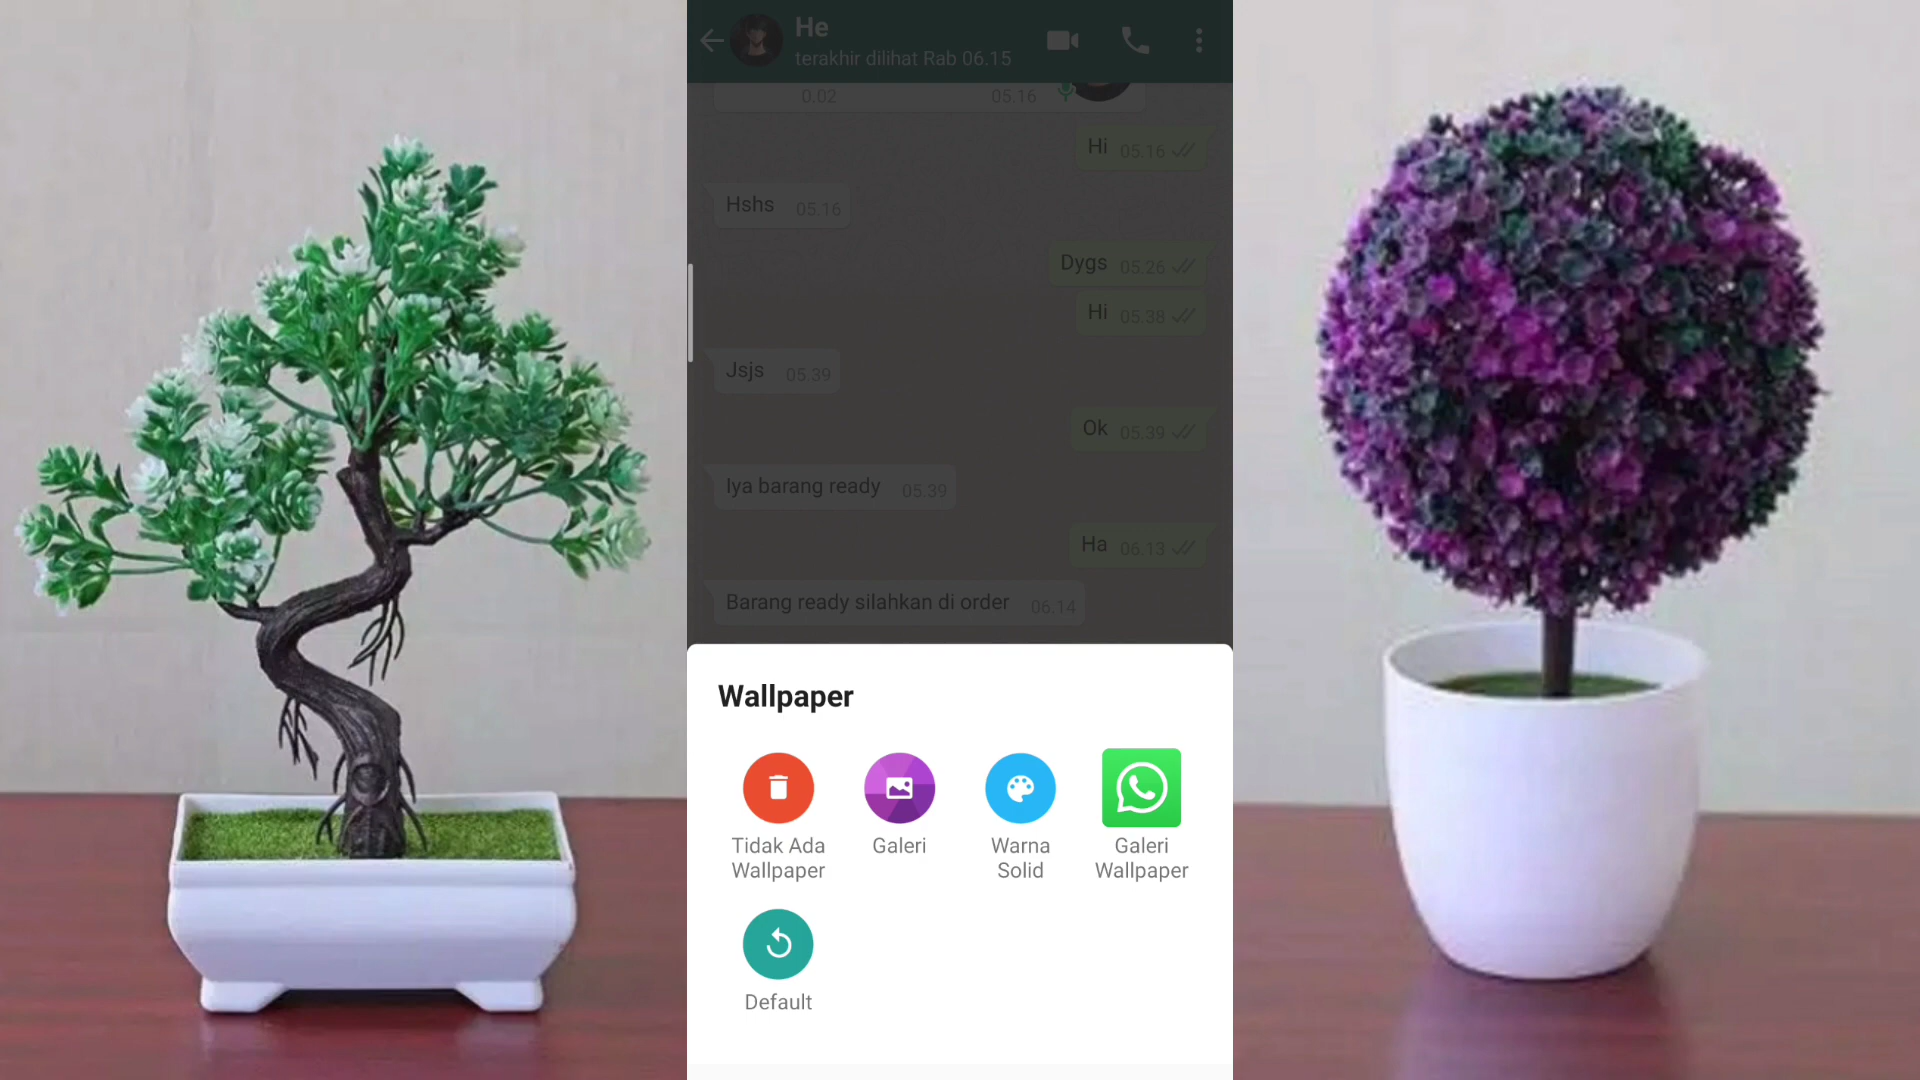 He
terakhir dilihat Rab 06.15
0.02 05.16
Hi 05.16
Hshs 05.16
Dygs 05.26
Hi 05.38
Jsjs 05.39
Ok 05.39
Iya barang ready 05.39
Ha 06.13
Barang ready silahkan di order 06.14
Wallpaper
Tidak Ada
Wallpaper
Galeri
Warna
Solid
Galeri
Wallpaper
Default